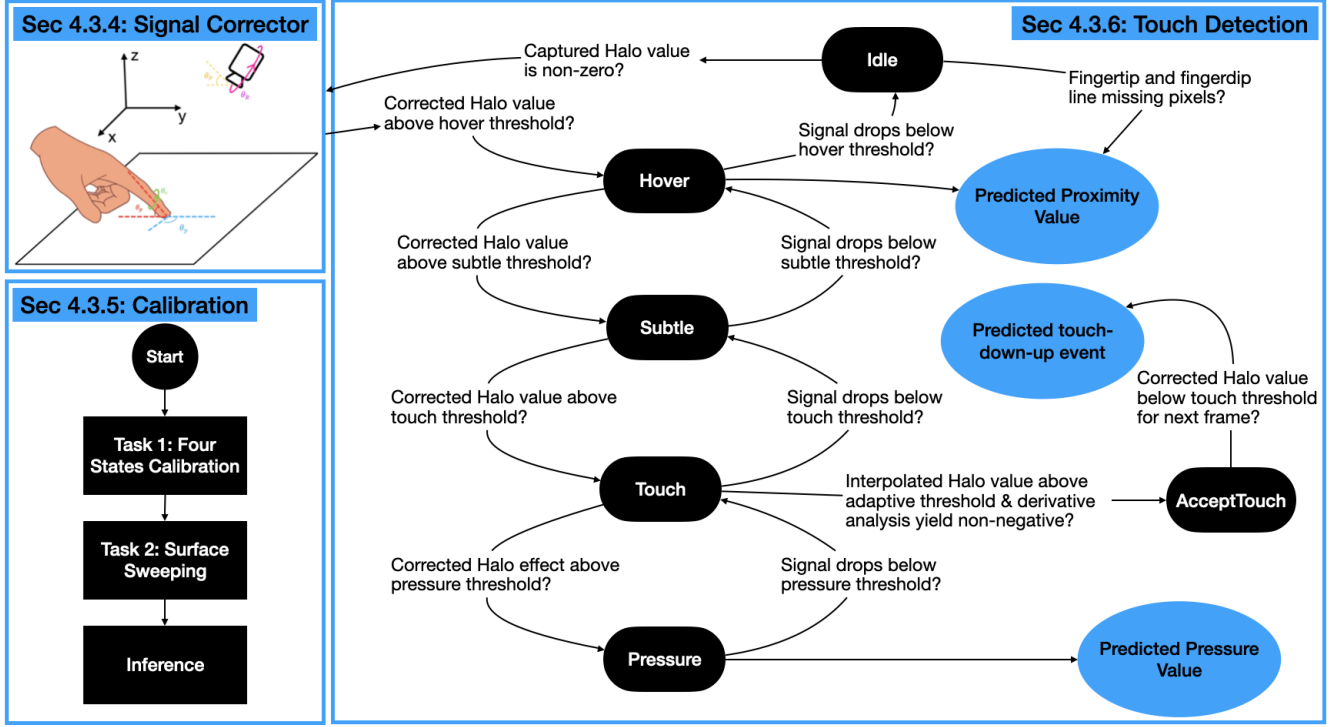 Sec 4.3.4: Signal Corrector
z
y
x
Sec 4.3.5: Calibration
Start
Task 1: Four
States Calibration
Task 2: Surface
Sweeping
Inference
Sec 4.3.6: Touch Detection
Captured Halo value
is non-zero?
Idle
Fingertip and fingerdip
line missing pixels?
Corrected Halo value
above hover threshold?
Signal drops below
hover threshold?
Hover
Predicted Proximity
Value
Corrected Halo value
above subtle threshold?
Signal drops below
subtle threshold?
Subtle
Predicted touch-
down-up event
Corrected Halo value above
touch threshold?
Signal drops below
touch threshold?
Corrected Halo value
below touch threshold
for next frame?
Touch
Interpolated Halo value above
adaptive threshold & derivative
analysis yield non-negative?
AcceptTouch
Corrected Halo effect above
pressure threshold?
Signal drops below
pressure threshold?
Pressure
Predicted Pressure
Value